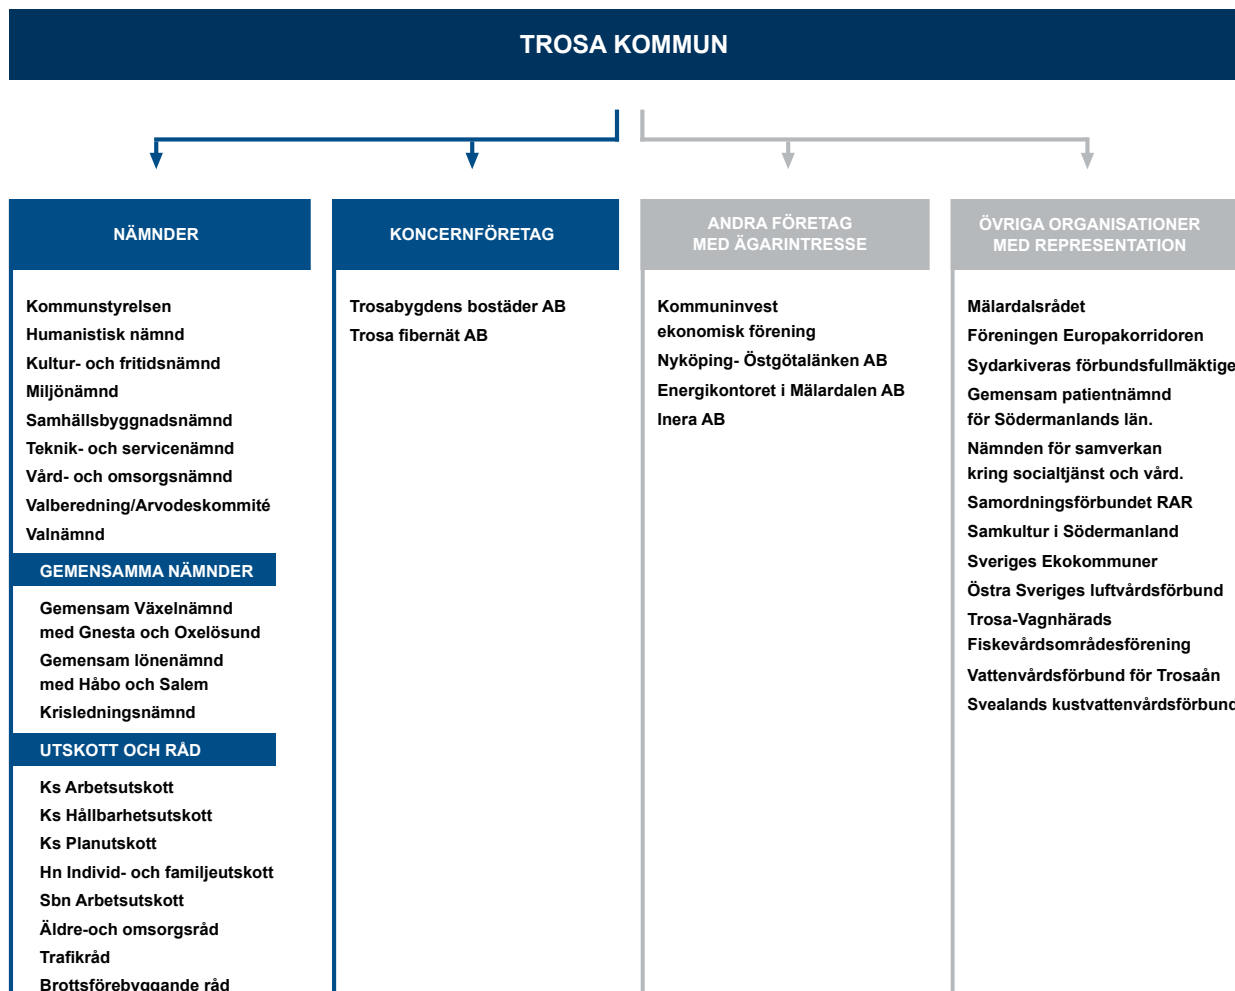 TROSA KOMMUN
NÄMNDER
Kommunstyrelsen
Humanistisk nämnd
Kultur- och fritidsnämnd
Miljönämnd
Samhällsbyggnadsnämnd
Teknik- och servicenämnd
Vård- och omsorgsnämnd
Valberedning/Arvodeskommité
Valnämnd
GEMENSAMMA NÄMNDER
Gemensam Växelnämnd
med Gnesta och Oxelösund
Gemensam lönenämnd
med Håbo och Salem
Krisledningsnämnd
UTSKOTT OCH RÅD
Ks Arbetsutskott
Ks Hållbarhetsutskott
Ks Planutskott
Hn Individ- och familjeutskott
Sbn Arbetsutskott
Äldre-och omsorgsråd
Trafikråd
Brottsförebyggande råd
KONCERNFÖRETAG
Trosabygdens bostäder AB
Trosa fibernät AB
ANDRA FÖRETAG
MED ÄGARINTRESSE
Kommuninvest
ekonomisk förening
Nyköping- Östgötalänken AB
Energikontoret i Mälardalen AB
Inera AB
ÖVRIGA ORGANISATIONER
MED REPRESENTATION
Mälardalsrådet
Föreningen Europakorridoren
Sydarkiveras förbundsfullmäktige
Gemensam patientnämnd
för Södermanlands län.
Nämnden för samverkan
kring socialtjänst och vård.
Samordningsförbundet RAR
Samkultur i Södermanland
Sveriges Ekokommuner
Östra Sveriges luftvårdsförbund
Trosa-Vagnhärads
Fiskevårdsområdesförening
Vattenvårdsförbund för Trosaån
Svealands kustvattenvårdsförbund